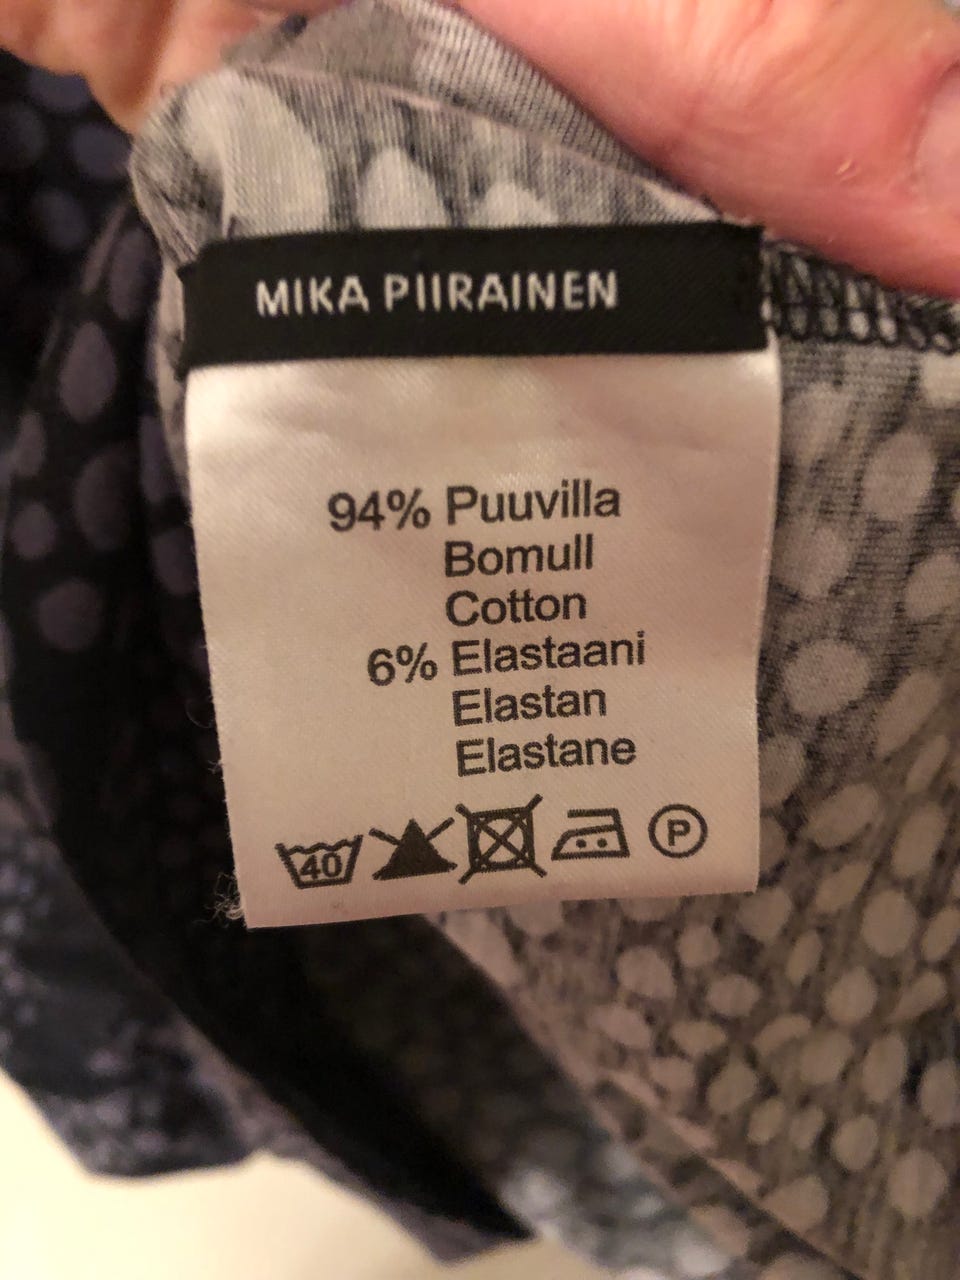 MIKA PIIRAINEN
94% Puuvilla
Bomull
Cotton
6% Elastaani
Elastan
Elastane
40 P